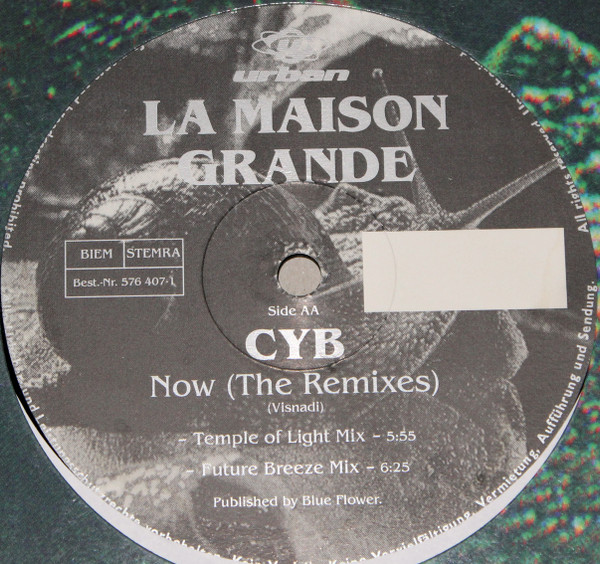 urban
LA MAISON
GRANDE
BIEM STEMRA
Best.-Nr. 576 407-1
Side AA
CYB
Now (The Remixes)
(Visnadi)
– Temple of Light Mix – 5:55
– Future Breeze Mix – 6:25
Published by Blue Flower.
prohibited.
All rights
Vermietung, Aufführung und Sendung.